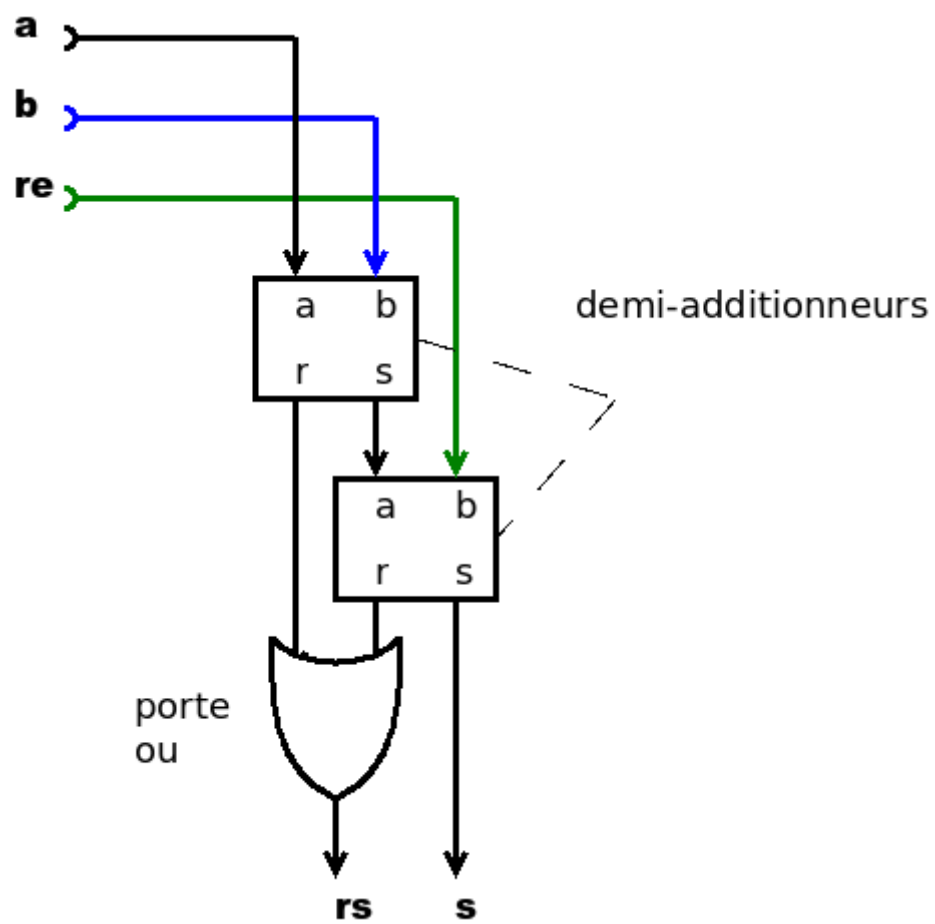 a
b
re
a b
demi-additionneurs
r s
a b
r s
porte
ou
rs s